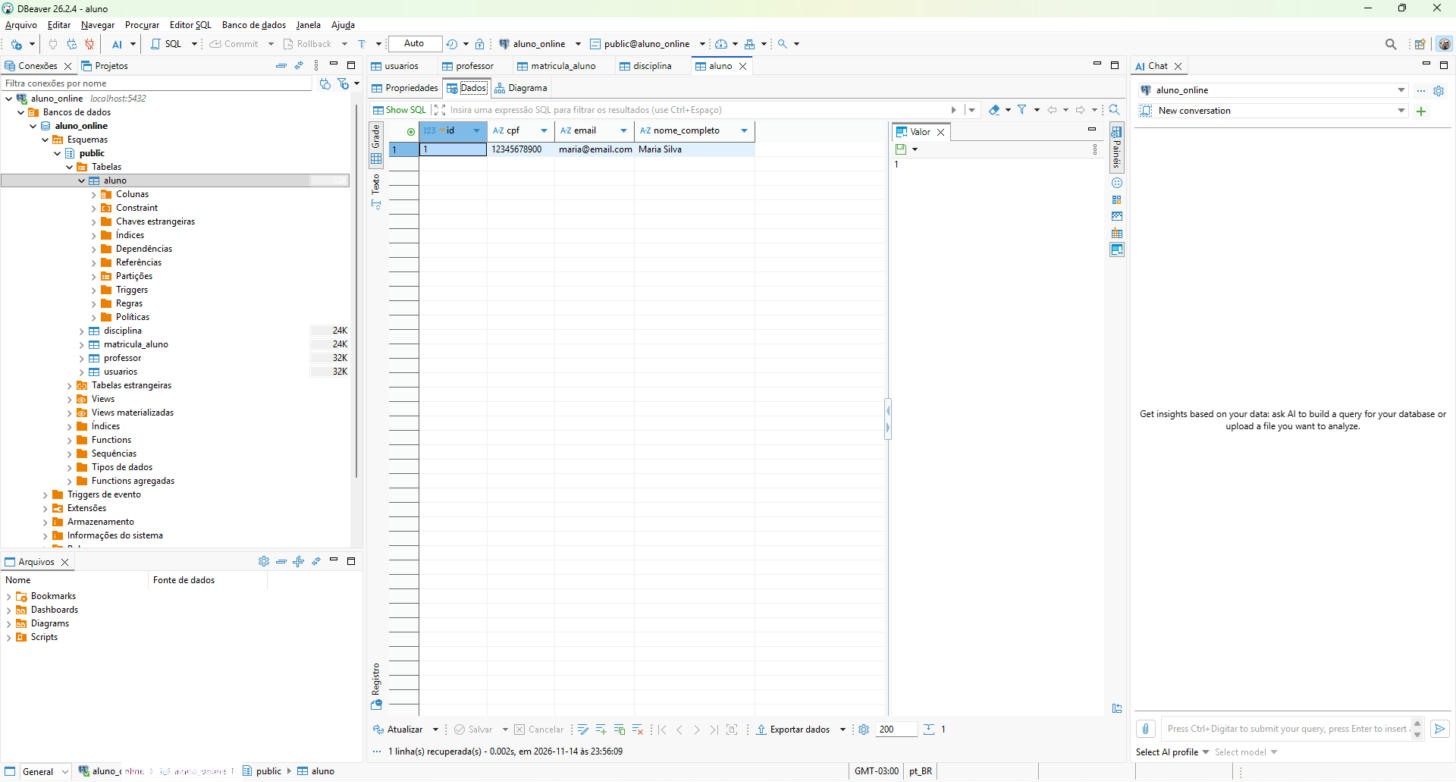 DBeaver 26.2.4 - aluno
Arquivo Editar Navegar Procurar Editor SQL Banco de dados Janela Ajuda
AI SQL Commit Rollback T Auto aluno_online public@aluno_online
Conexões Projetos
Filtra conexões por nome
aluno_online localhost:5432
Bancos de dados
aluno_online
Esquemas
public
Tabelas
aluno
Colunas
Constraint
Chaves estrangeiras
Índices
Dependências
Referências
Partições
Triggers
Regras
Políticas
disciplina 24K
matricula_aluno 24K
professor 32K
usuarios 32K
Tabelas estrangeiras
Views
Views materializadas
Índices
Functions
Sequências
Tipos de dados
Functions agregadas
Triggers de evento
Extensões
Armazenamento
Informações do sistema
Arquivos
Nome Fonte de dados
Bookmarks
Dashboards
Diagrams
Scripts
usuarios professor matricula_aluno disciplina aluno
Propriedades Dados Diagrama
Show SQL Insira uma expressão SQL para filtrar os resultados (use Ctrl+Espaço)
Grade
Texto
Registro
123 id A-Z cpf A-Z email A-Z nome_completo
1 1 12345678900 maria@email.com Maria Silva
Valor
1
Painéis
Atualizar Salvar Cancelar Exportar dados 200 1
1 linha(s) recuperada(s) - 0.002s, em 2026-11-14 às 23:56:09
AI Chat
aluno_online
New conversation
Get insights based on your data: ask AI to build a query for your database or
upload a file you want to analyze.
Press Ctrl+Digitar to submit your query, press Enter to insert
Select AI profile Select model
General public aluno
GMT-03:00 pt_BR